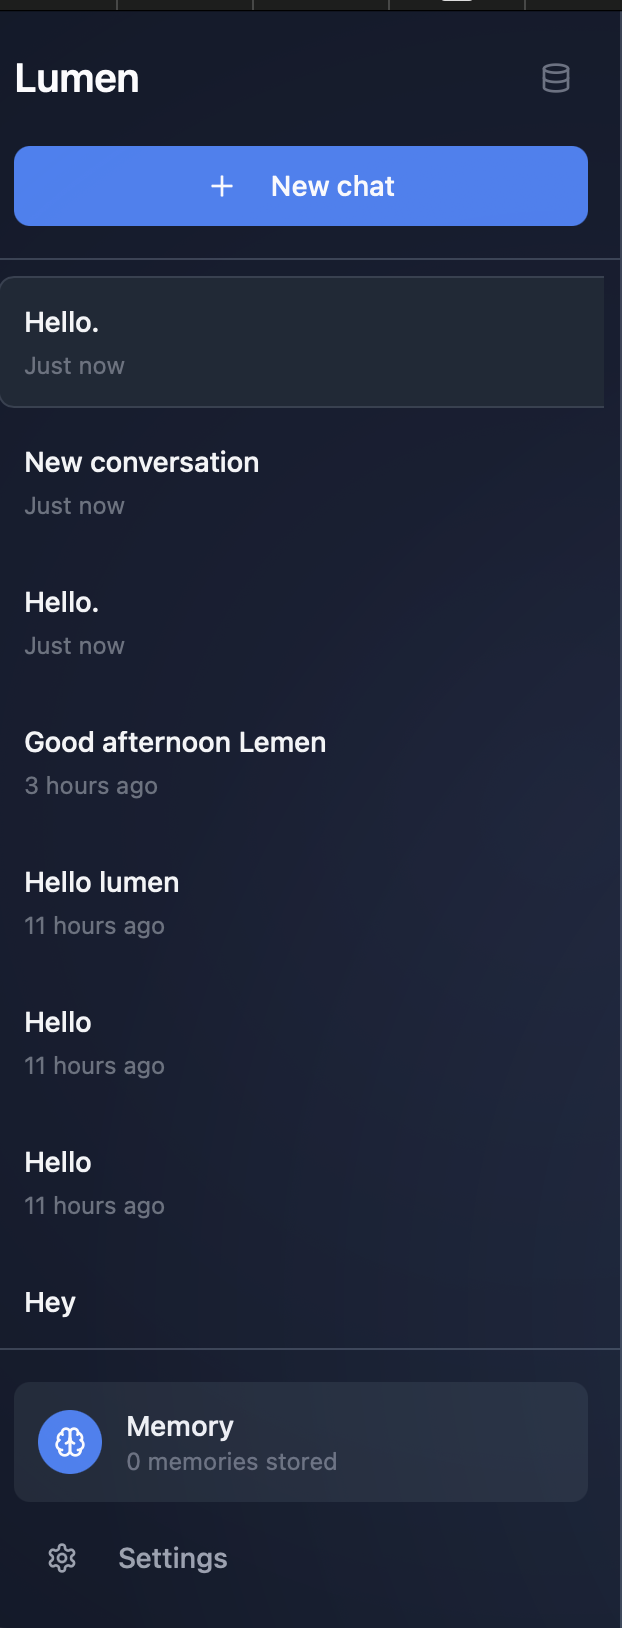 Lumen
New chat
Hello.
Just now
New conversation
Just now
Hello.
Just now
Good afternoon Lemen
3 hours ago
Hello lumen
11 hours ago
Hello
11 hours ago
Hello
11 hours ago
Hey
Memory
0 memories stored
Settings